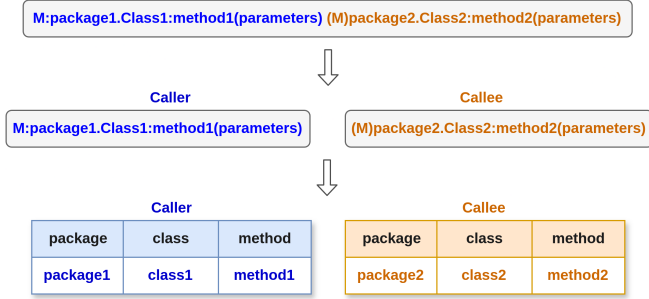 M:package1.Class1:method1(parameters) (M)package2.Class2:method2(parameters)
Caller Callee
M:package1.Class1:method1(parameters) (M)package2.Class2:method2(parameters)
Caller Callee
package class method package class method
package1 class1 method1 package2 class2 method2